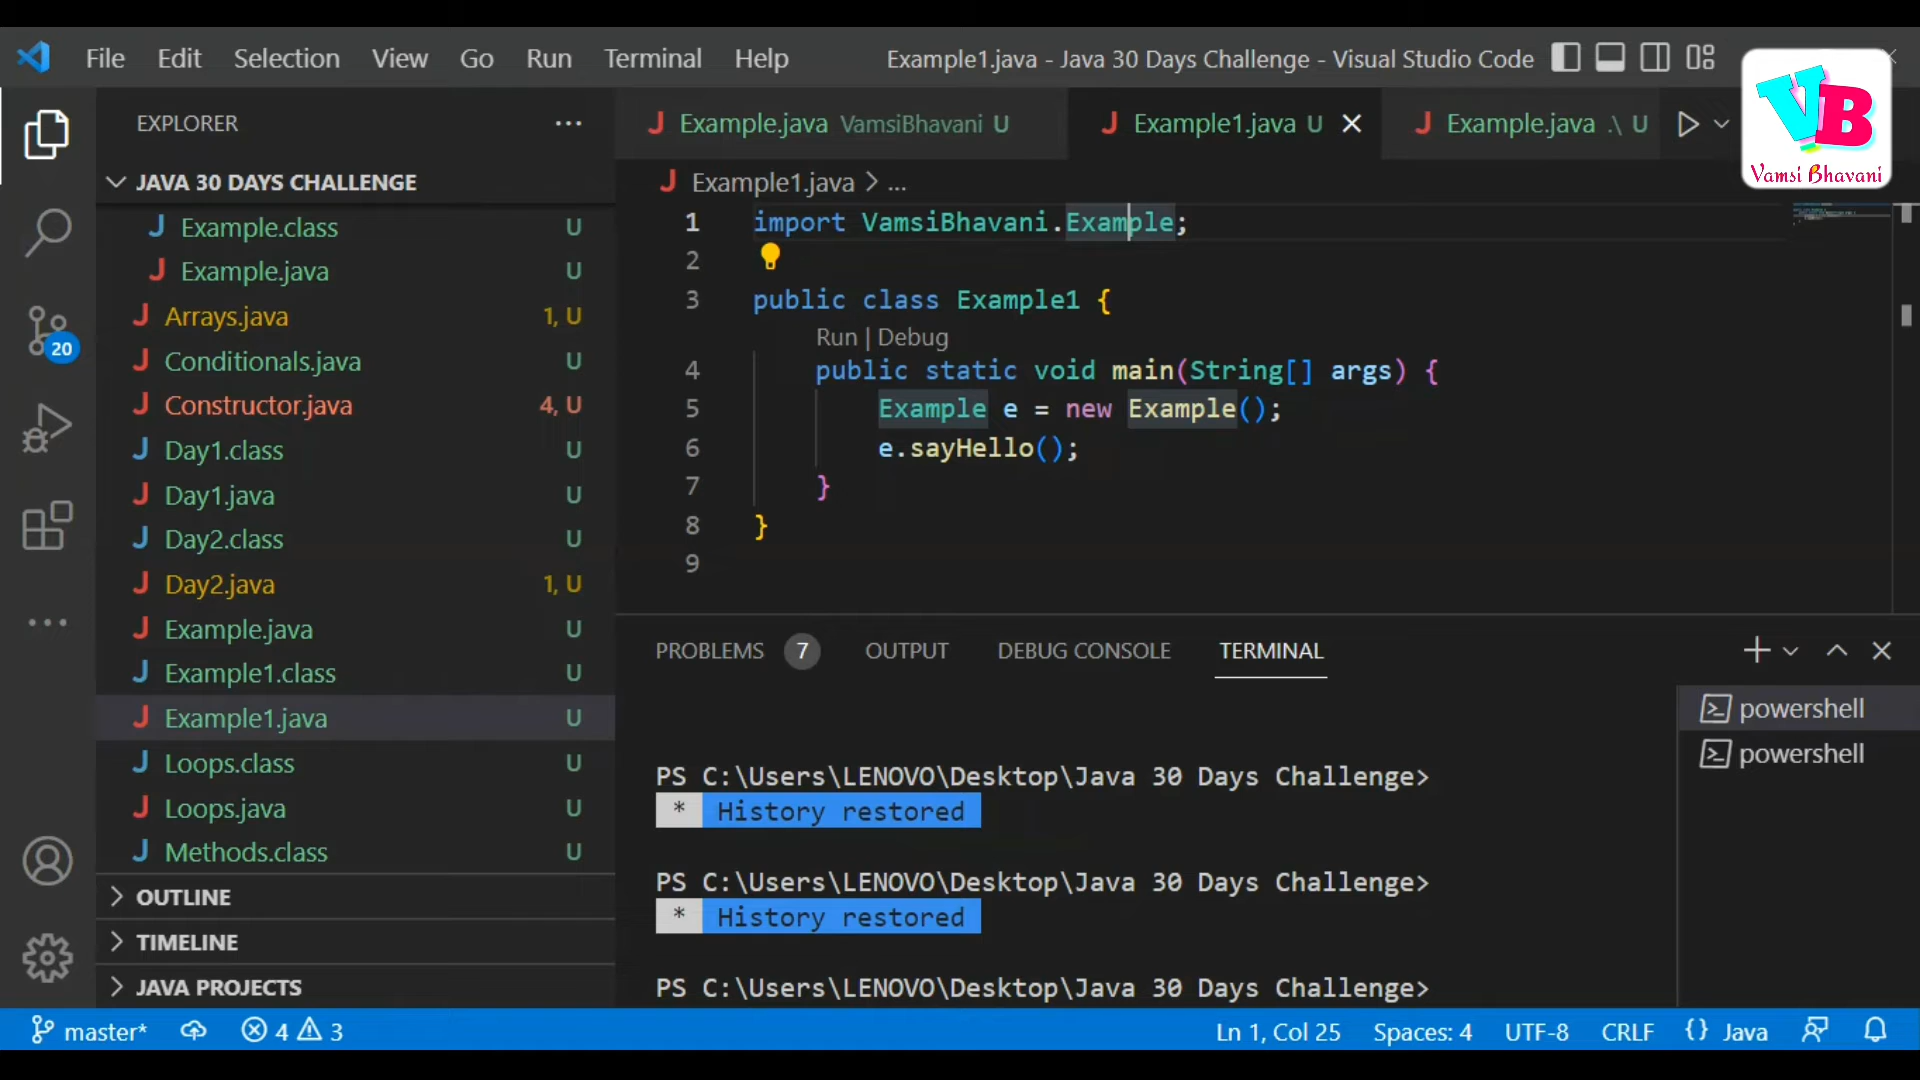 File Edit Selection View Go Run Terminal Help Example1.java - Java 30 Days Challenge - Visual Studio Code
VB
Vamsi Bhavani
EXPLORER ...
JAVA 30 DAYS CHALLENGE
Example.class U
Example.java U
Arrays.java 1, U
Conditionals.java U
Constructor.java 4, U
Day1.class U
Day1.java U
Day2.class U
Day2.java 1, U
Example.java U
Example1.class U
Example1.java U
Loops.class U
Loops.java U
Methods.class U
OUTLINE
TIMELINE
JAVA PROJECTS
20
Example.java VamsiBhavani U Example1.java U Example.java .\ U
Example1.java > ...
1 import VamsiBhavani.Example;
2
3 public class Example1 {
Run | Debug
4 public static void main(String[] args) {
5 Example e = new Example();
6 e.sayHello();
7 }
8 }
9
PROBLEMS 7 OUTPUT DEBUG CONSOLE TERMINAL
PS C:\Users\LENOVO\Desktop\Java 30 Days Challenge>
* History restored
PS C:\Users\LENOVO\Desktop\Java 30 Days Challenge>
* History restored
PS C:\Users\LENOVO\Desktop\Java 30 Days Challenge>
powershell
powershell
master* 4 3 Ln 1, Col 25 Spaces: 4 UTF-8 CRLF {} Java